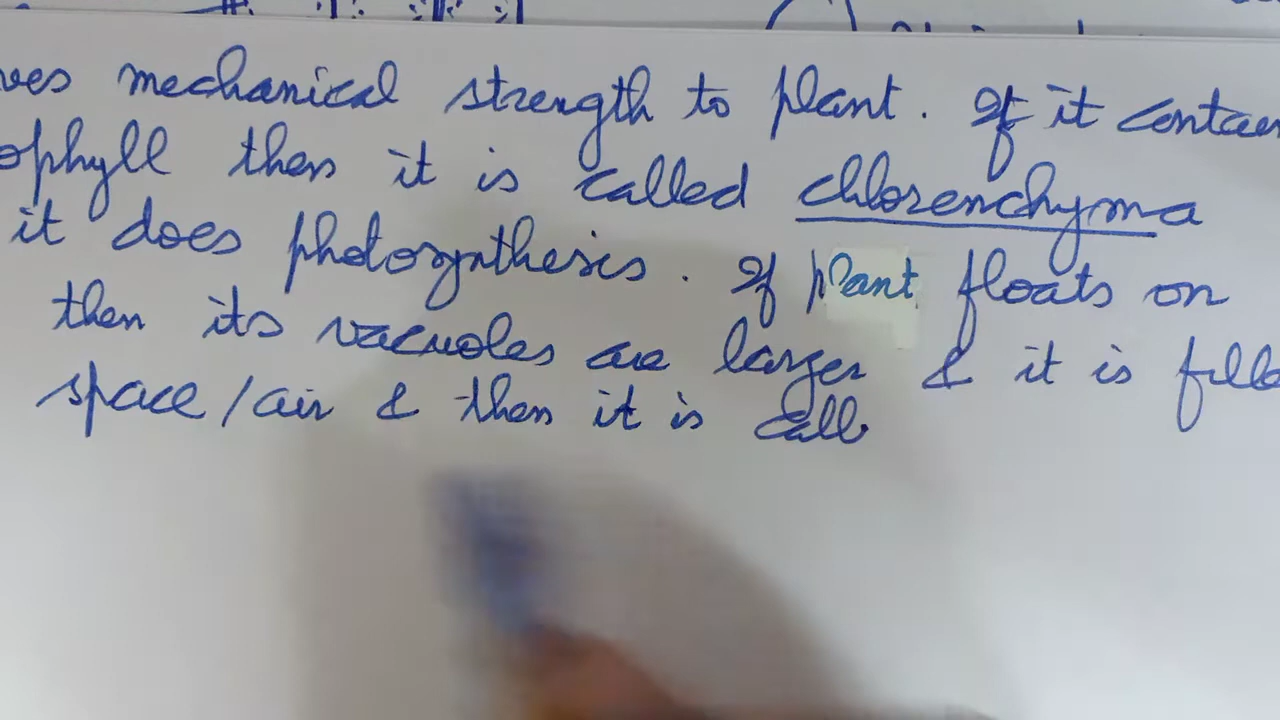 ves mechanical strength to plant. If it contain
ophyll then it is called chlorenchyma
it does photosynthesis. If plant floats on
then its vacuoles are larger & it is fille
space/air & then it is call